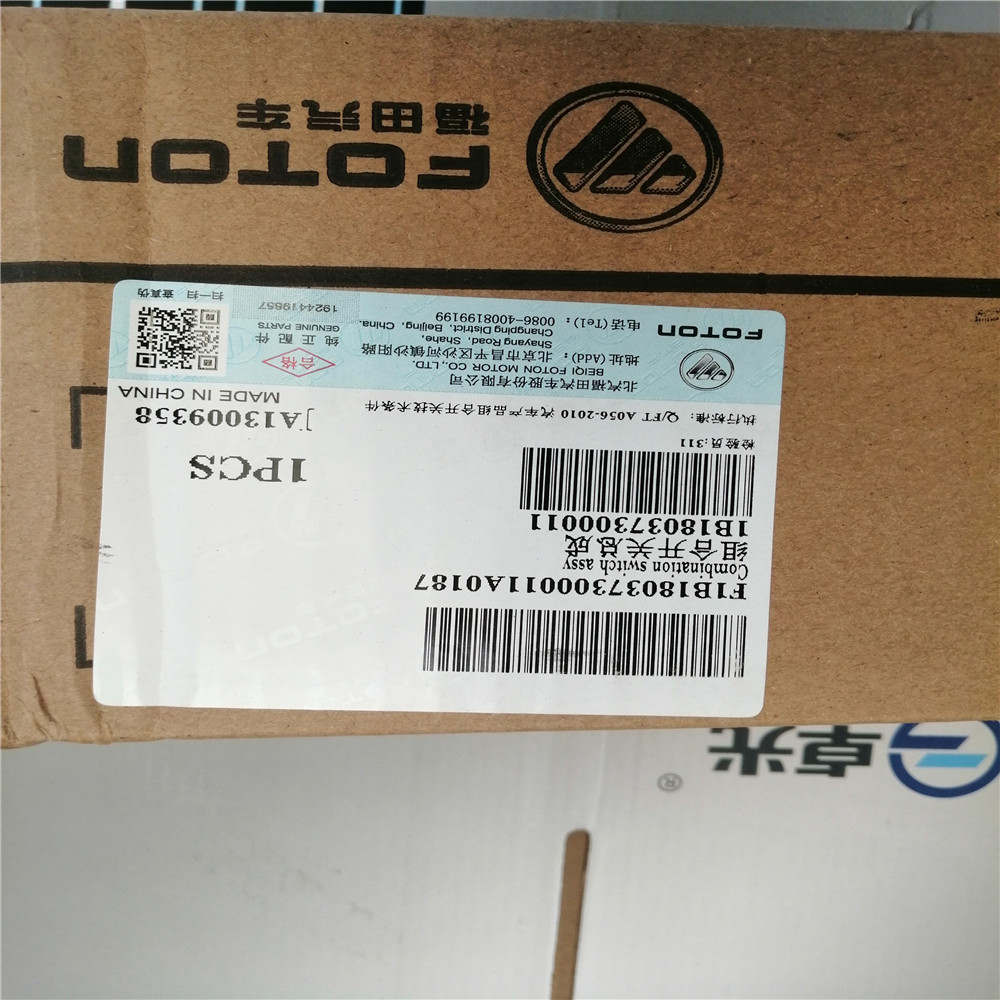 福田汽车
FOTON
FOTON
北汽福田汽车股份有限公司
BEIQI FOTON MOTOR CO.,LTD.
地址(Add)：北京市昌平区沙河镇沙阳路
Shayang Road, Shahe,
Changping District, Beijing, China.
电话(Tel)：0086-40081999199
合格
纯正配件
GENUINE PARTS
1924419857
扫一扫 查真伪
MADE IN CHINA
执行标准：Q/FT A056-2010 汽车产品组合开关技术条件
JA13009358
检验员:311
1PCS
1B18037300011
组合开关总成
Combination switch assy
F1B18037300011A0187
FOTON
卓光
®